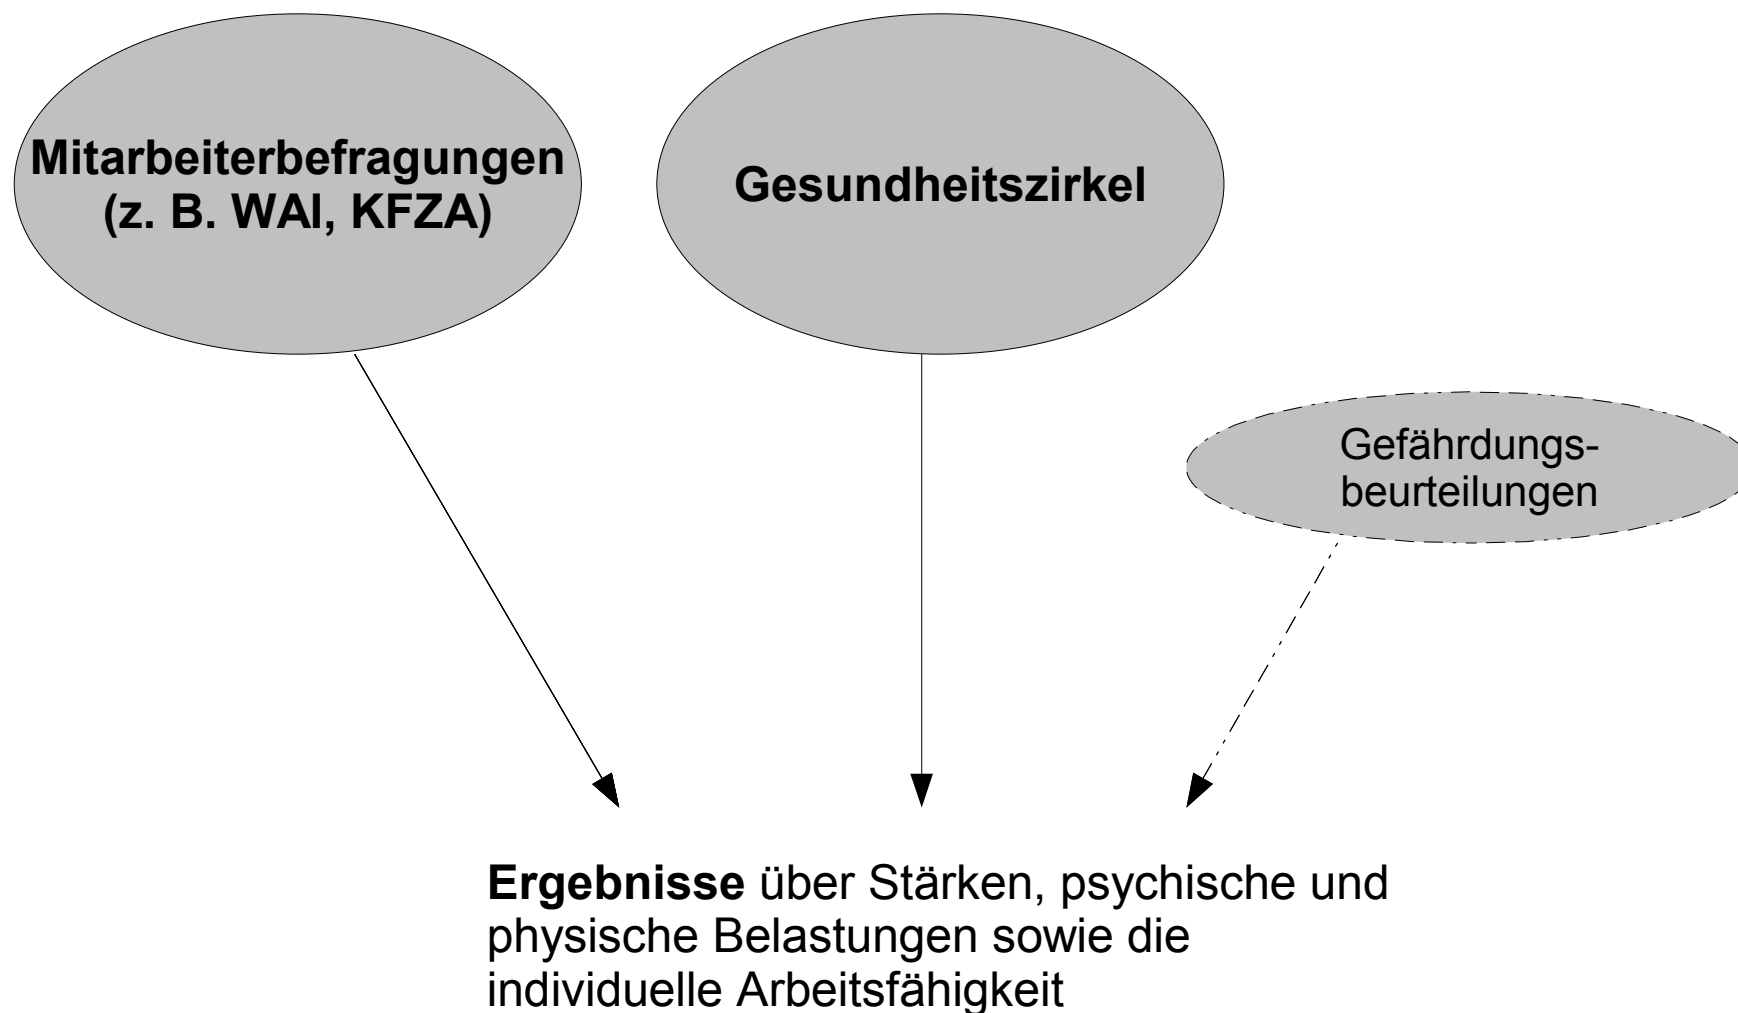 Mitarbeiterbefragungen
(z. B. WAI, KFZA)
Gesundheitszirkel
Gefährdungs-
beurteilungen
Ergebnisse über Stärken, psychische und
physische Belastungen sowie die
individuelle Arbeitsfähigkeit